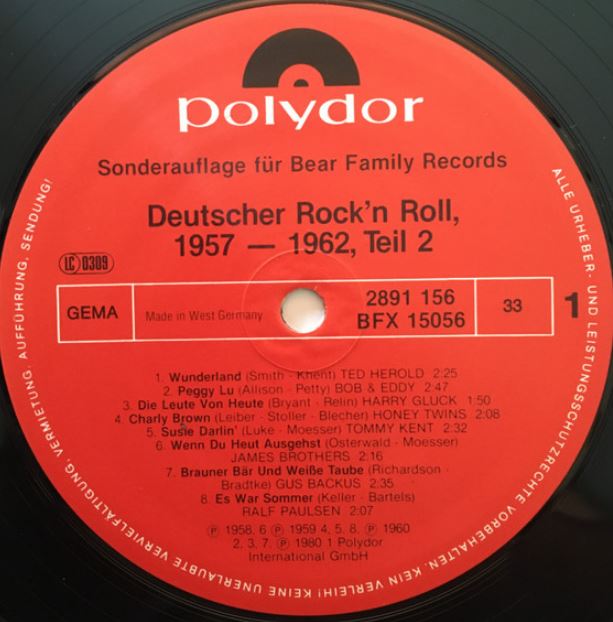 polydor
Sonderauflage für Bear Family Records
Deutscher Rock'n Roll,
1957 — 1962, Teil 2
LC 0309
GEMA
Made in West Germany
2891 156
BFX 15056
33
1
1. Wunderland (Smith - Khent) TED HEROLD 2:25
2. Peggy Lu (Allison - Petty) BOB & EDDY 2:47
3. Die Leute Von Heute (Bryant - Relin) HARRY GLUCK 1:50
4. Charly Brown (Leiber - Stoller - Blecher) HONEY TWINS 2:08
5. Susie Darlin' (Luke - Moesser) TOMMY KENT 2:32
6. Wenn Du Heut Ausgehst (Osterwald - Moesser)
JAMES BROTHERS 2:16
7. Brauner Bär Und Weiße Taube (Richardson -
Bradtke) GUS BACKUS 2:35
8. Es War Sommer (Keller - Bartels)
RALF PAULSEN 2:07
Ⓟ 1958, 6 Ⓟ 1959 4, 5, 8, Ⓟ 1960
2, 3, 7, Ⓟ 1980 1 Polydor
International GmbH
ALLE URHEBER- UND LEISTUNGSSCHUTZRECHTE VORBEHALTEN. KEIN VERLEIH! KEINE UNERLAUBTE VERVIELFÄLTIGUNG, VERMIETUNG, AUFFÜHRUNG, SENDUNG!